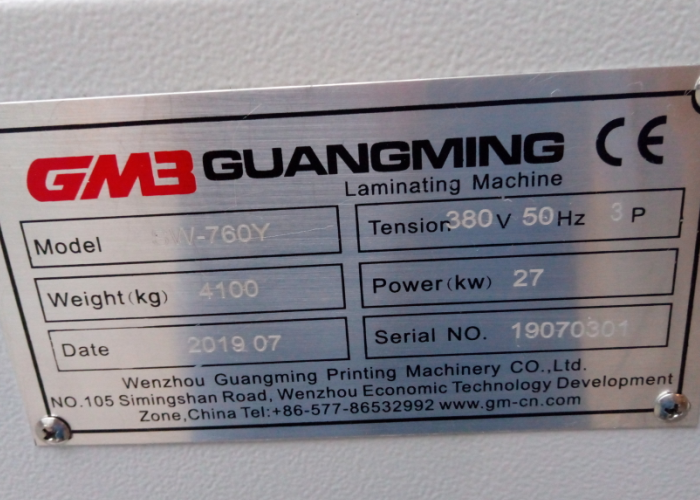 GMB GUANGMING CE
Laminating Machine
Model -760Y
Tension 380 V 50 Hz 3 P
Weight(kg) 4100
Power(kw) 27
Date 2019 07
Serial NO. 19070301
Wenzhou Guangming Printing Machinery CO.,Ltd.
NO.105 Simingshan Road, Wenzhou Economic Technology Development
Zone,China Tel:+86-577-86532992 www.gm-cn.com